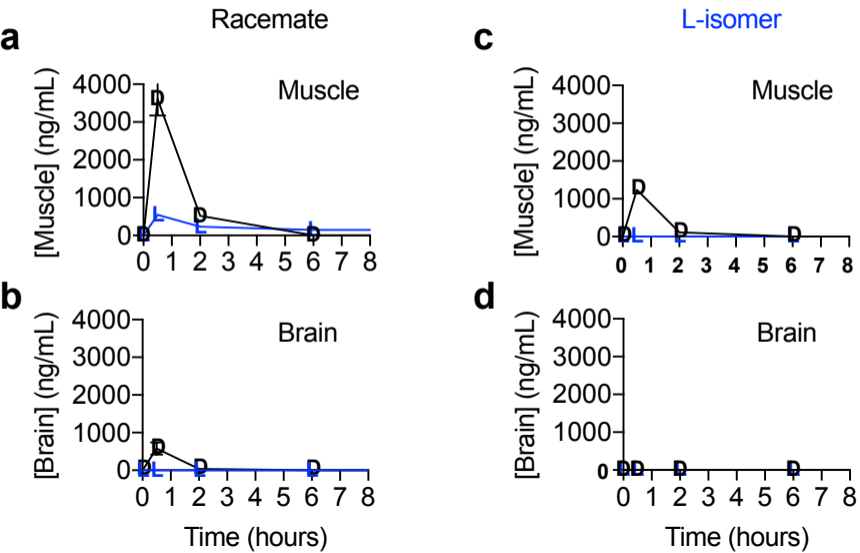 Racemate
L-isomer
a
c
[Muscle] (ng/mL)
4000
3000
2000
1000
0
Muscle
D
D
D
D
L
L
L
L
0 1 2 3 4 5 6 7 8
[Muscle] (ng/mL)
4000
3000
2000
1000
0
Muscle
D
D
D
D
L
L
L
L
0 1 2 3 4 5 6 7 8
b
d
[Brain] (ng/mL)
4000
3000
2000
1000
0
Brain
D
D
D
D
L
L
L
L
0 1 2 3 4 5 6 7 8
Time (hours)
[Brain] (ng/mL)
4000
3000
2000
1000
0
Brain
D
D
D
D
L
L
L
L
0 1 2 3 4 5 6 7 8
Time (hours)